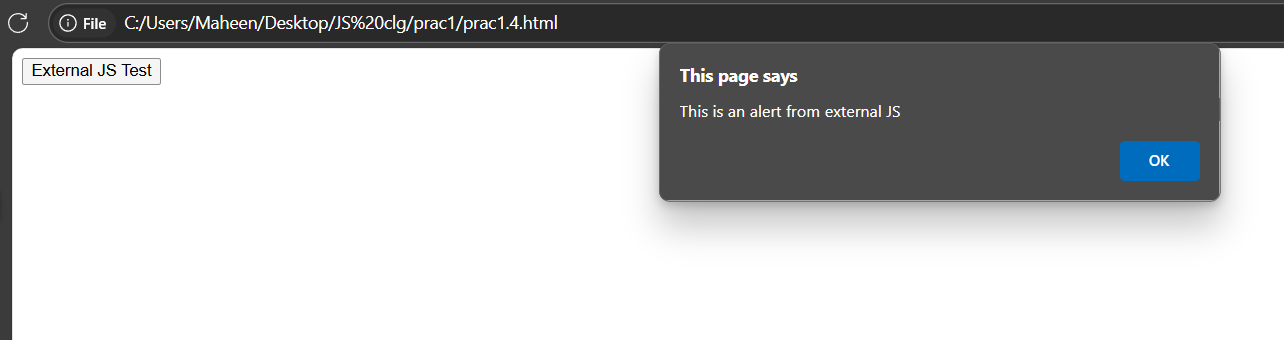 File C:/Users/Maheen/Desktop/JS%20clg/prac1/prac1.4.html
External JS Test
This page says
This is an alert from external JS
OK